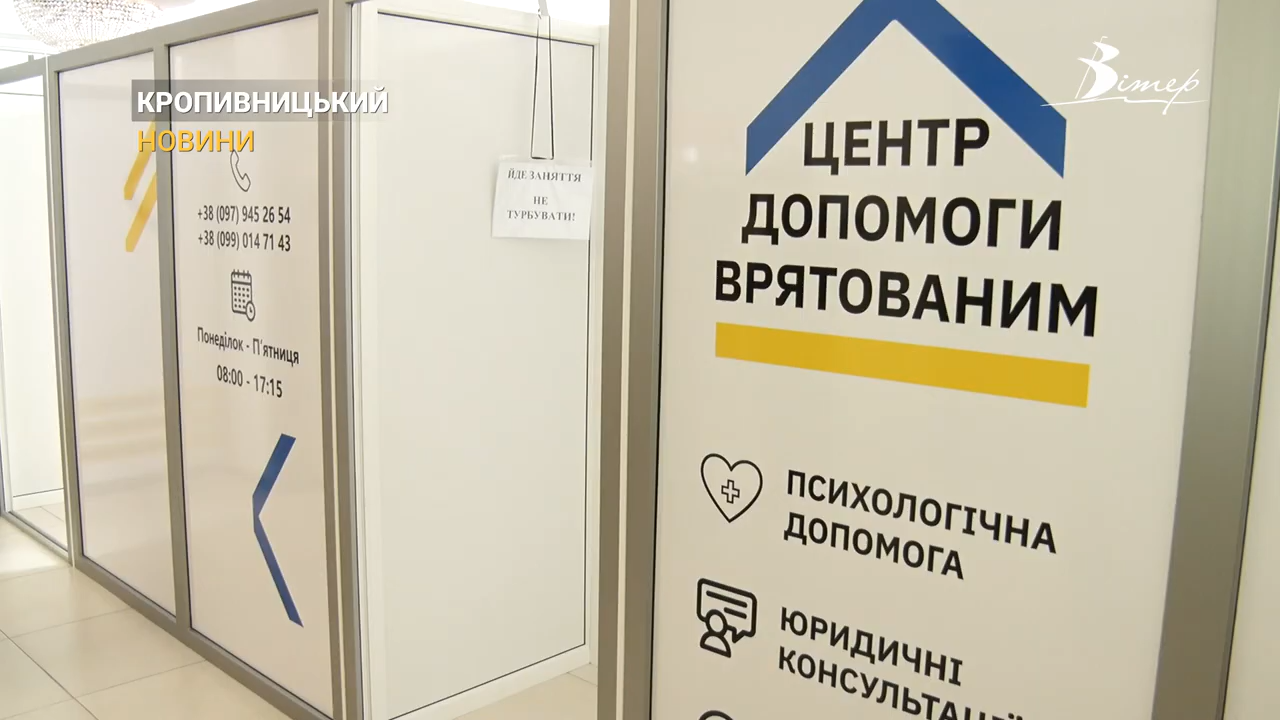 КРОПИВНИЦЬКИЙ
НОВИНИ
Вітер
+38 (097) 945 26 54
+38 (099) 014 71 43
Понеділок - П'ятниця
08:00 - 17:15
ЙДЕ ЗАНЯТТЯ
НЕ
ТУРБУВАТИ!
ЦЕНТР
ДОПОМОГИ
ВРЯТОВАНИМ
ПСИХОЛОГІЧНА
ДОПОМОГА
ЮРИДИЧНІ
КОНСУЛЬТАЦІЇ